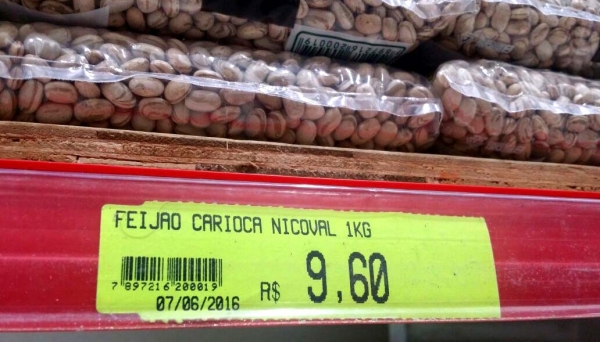 FEIJAO CARIOCA NICOVAL 1KG
7 897216 200019
07/06/2016
R$ 9,60